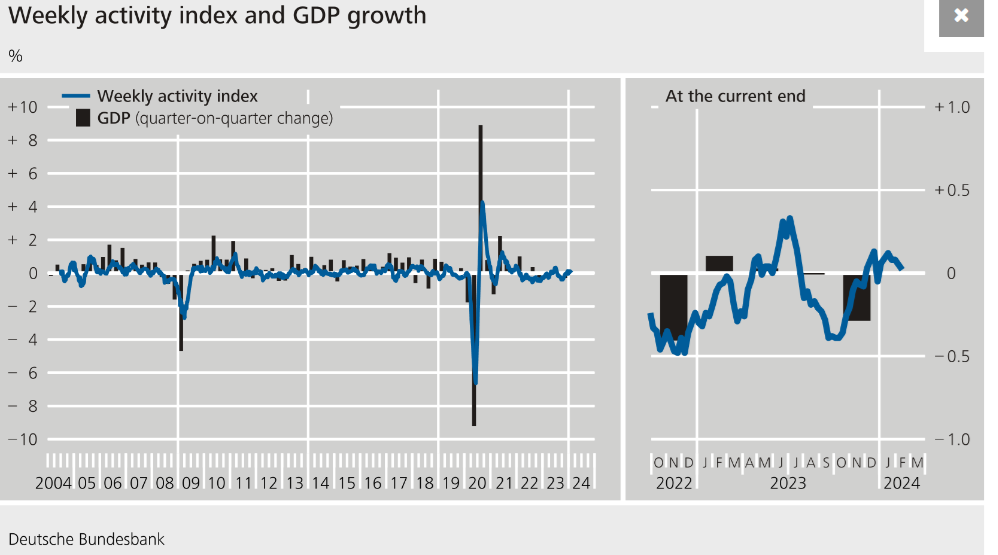 Weekly activity index and GDP growth
%
Weekly activity index
GDP (quarter-on-quarter change)
+10
+ 8
+ 6
+ 4
+ 2
0
− 2
− 4
− 6
− 8
−10
2004 05 06 07 08 09 10 11 12 13 14 15 16 17 18 19 20 21 22 23 24
At the current end
+1.0
+0.5
0
−0.5
−1.0
O N D J F M A M J J A S O N D J F M
2022 2023 2024
Deutsche Bundesbank